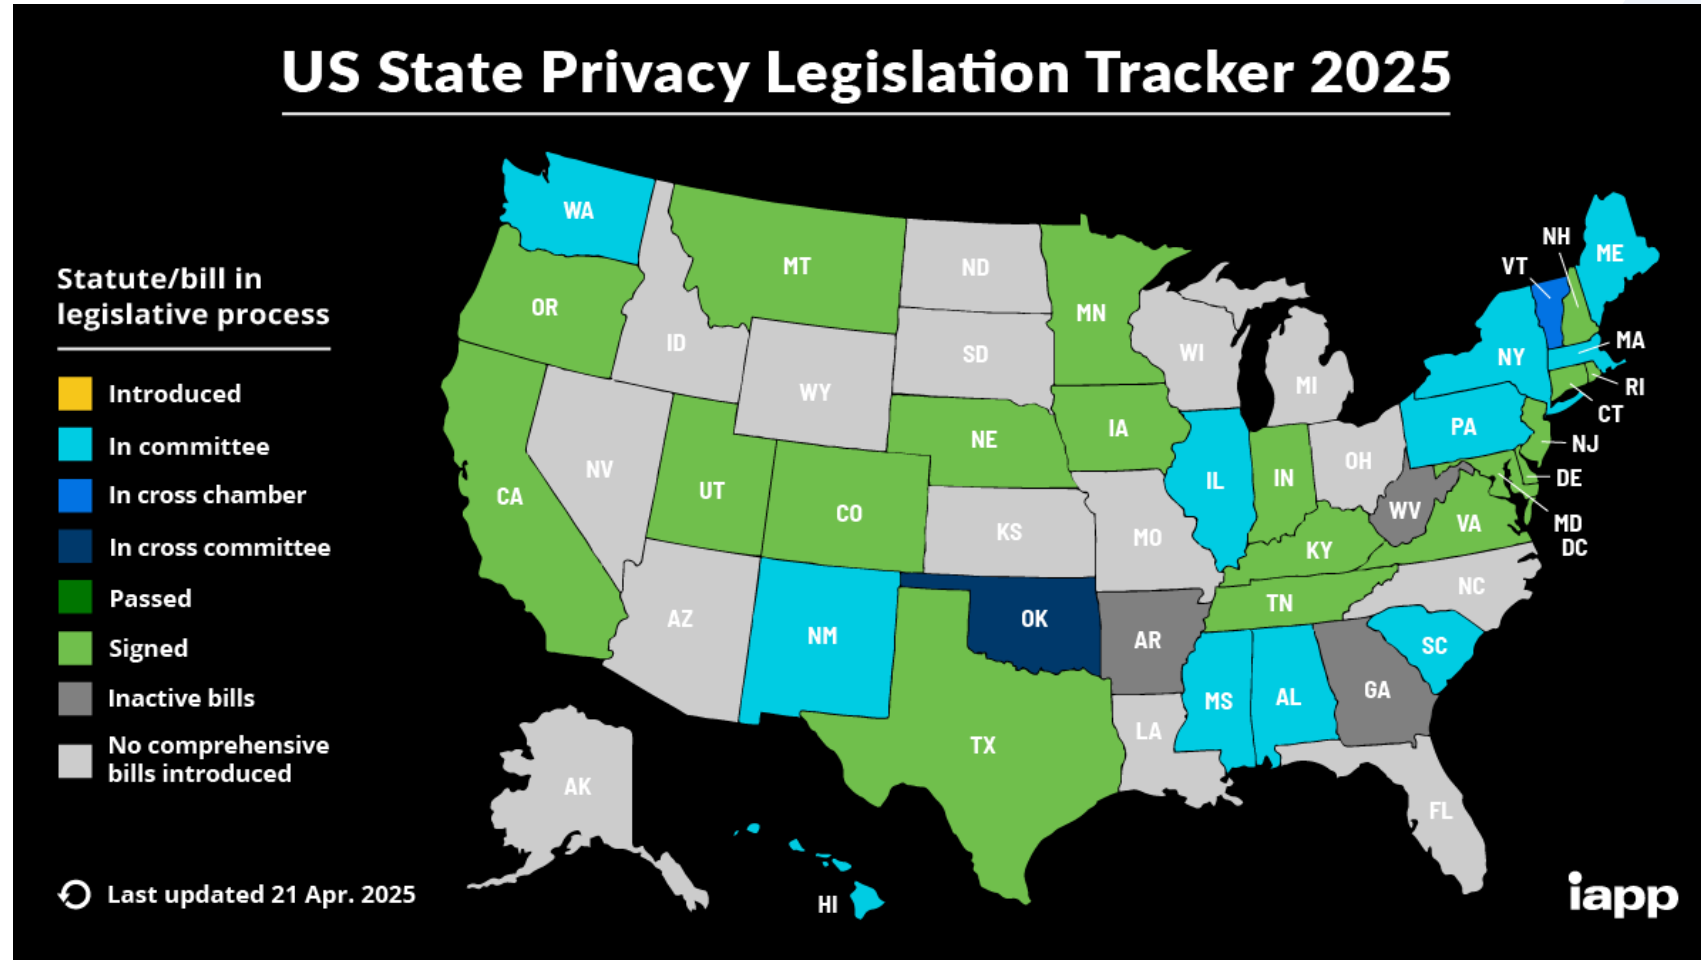 US State Privacy Legislation Tracker 2025
Statute/bill in
legislative process
Introduced
In committee
In cross chamber
In cross committee
Passed
Signed
Inactive bills
No comprehensive
bills introduced
Last updated 21 Apr. 2025
WA
OR
CA
ID
NV
MT
WY
UT
CO
AZ
NM
ND
SD
NE
KS
OK
TX
MN
IA
MO
AR
LA
WI
IL
MI
IN
OH
KY
TN
MS
AL
GA
FL
SC
NC
VA
WV
PA
NY
VT
NH
ME
MA
RI
CT
NJ
DE
MD
DC
AK
HI
iapp